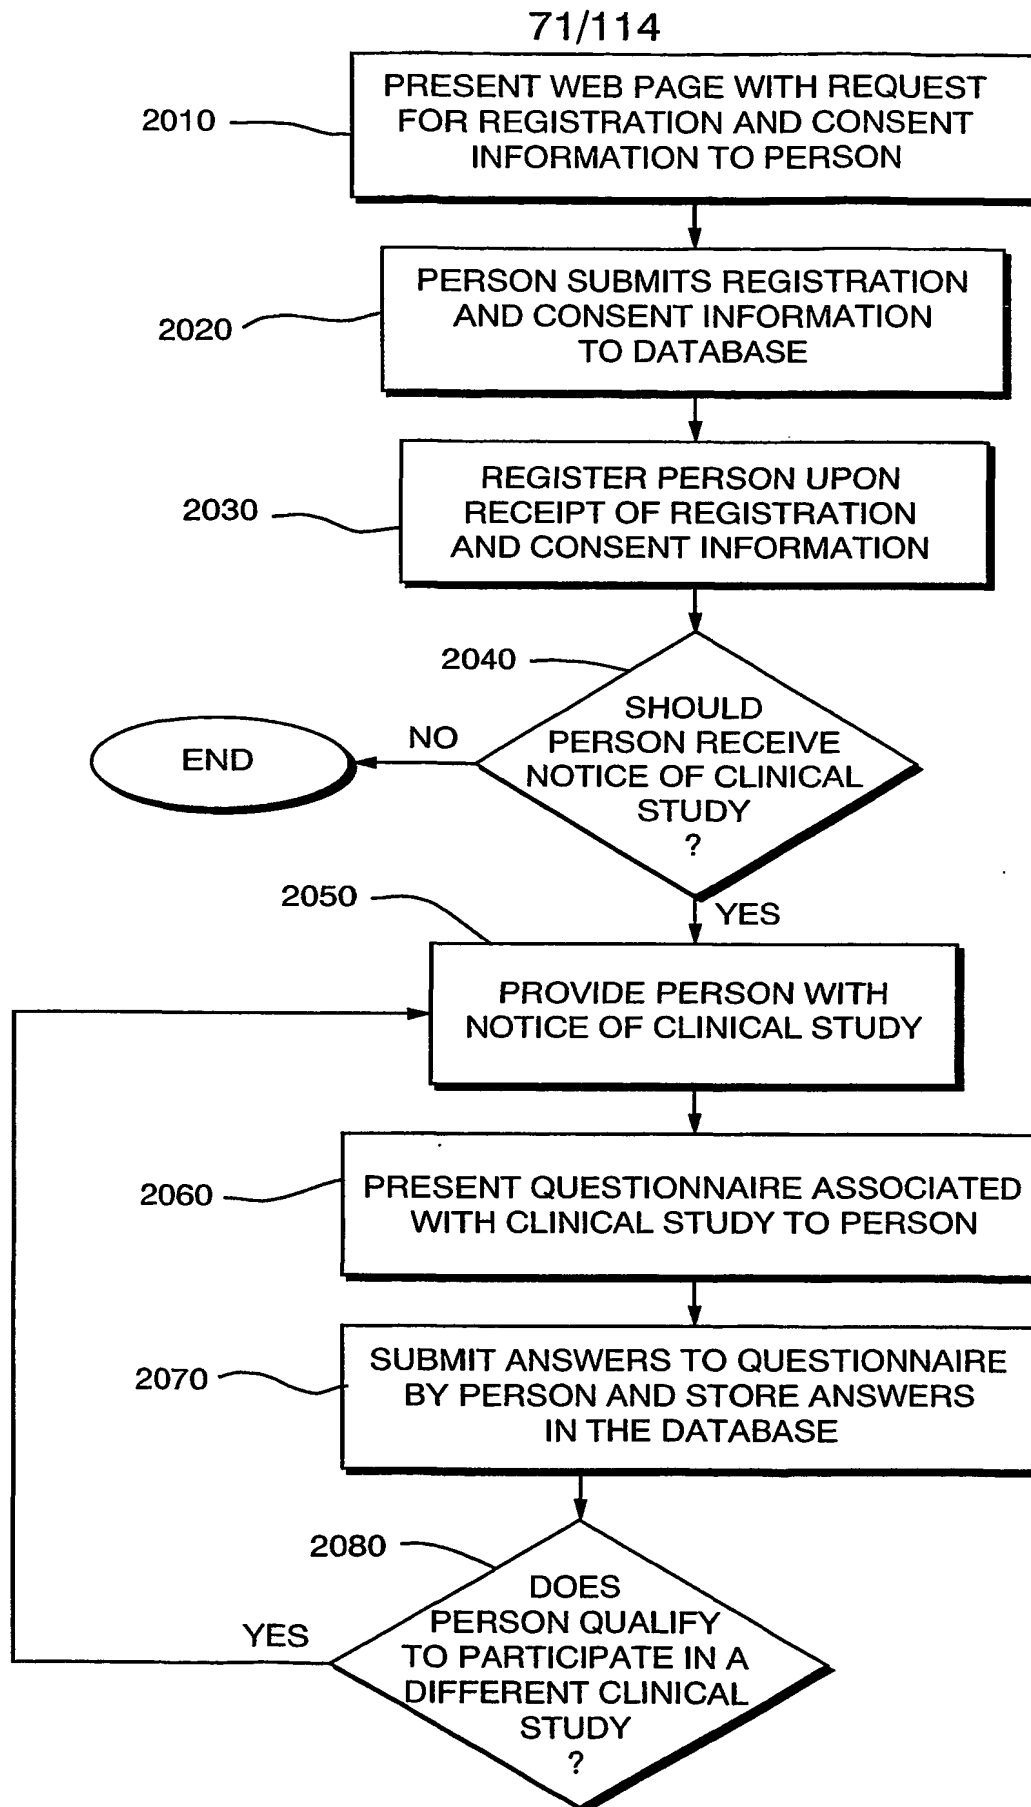 71/114
PRESENT WEB PAGE WITH REQUEST
FOR REGISTRATION AND CONSENT
INFORMATION TO PERSON
2010
PERSON SUBMITS REGISTRATION
AND CONSENT INFORMATION
TO DATABASE
2020
REGISTER PERSON UPON
RECEIPT OF REGISTRATION
AND CONSENT INFORMATION
2030
2040
SHOULD
PERSON RECEIVE
NOTICE OF CLINICAL
STUDY
?
NO
END
YES
2050
PROVIDE PERSON WITH
NOTICE OF CLINICAL STUDY
2060
PRESENT QUESTIONNAIRE ASSOCIATED
WITH CLINICAL STUDY TO PERSON
2070
SUBMIT ANSWERS TO QUESTIONNAIRE
BY PERSON AND STORE ANSWERS
IN THE DATABASE
2080
DOES
PERSON QUALIFY
TO PARTICIPATE IN A
DIFFERENT CLINICAL
STUDY
?
YES